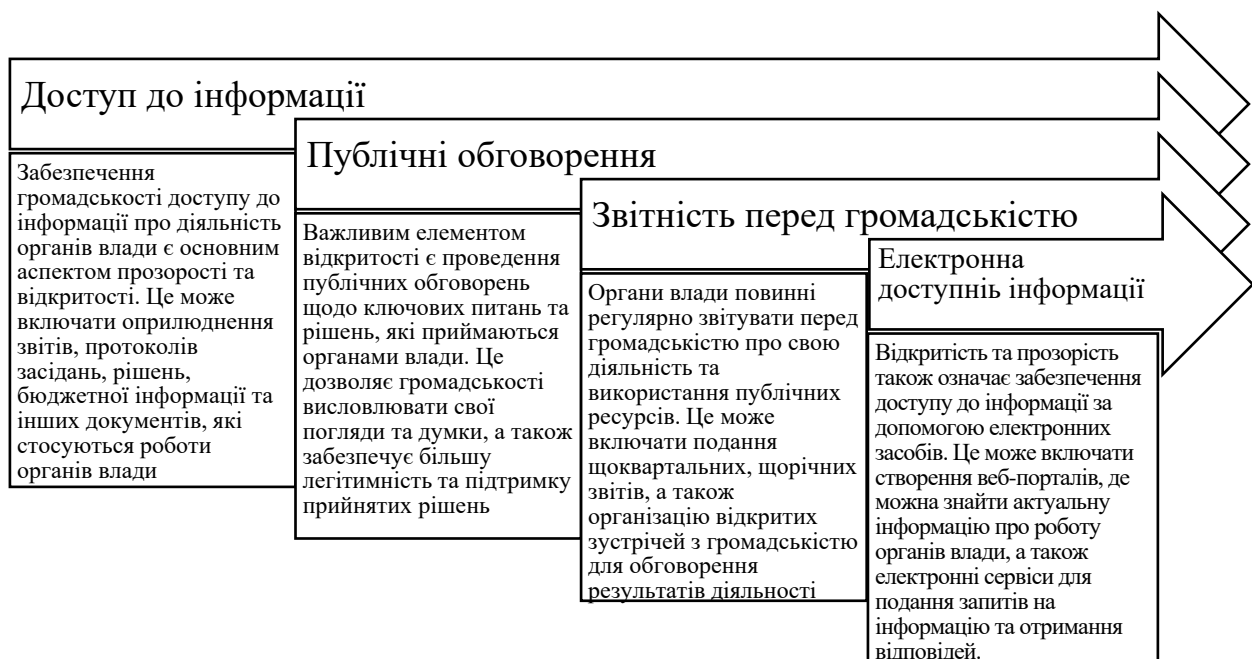 Доступ до інформації
Забезпечення
громадськості доступу до
інформації про діяльність
органів влади є основним
аспектом прозорості та
відкритості. Це може
включати оприлюднення
звітів, протоколів
засідань, рішень,
бюджетної інформації та
інших документів, які
стосуються роботи
органів влади
Публічні обговорення
Важливим елементом
відкритості є проведення
публічних обговорень
щодо ключових питань та
рішень, які приймаються
органами влади. Це
дозволяє громадськості
висловлювати свої
погляди та думки, а також
забезпечує більшу
легітимність та підтримку
прийнятих рішень
Звітність перед громадськістю
Органи влади повинні
регулярно звітувати перед
громадськістю про свою
діяльність та
використання публічних
ресурсів. Це може
включати подання
щоквартальних, щорічних
звітів, а також
організацію відкритих
зустрічей з громадськістю
для обговорення
результатів діяльності
Електронна
доступніь інформації
Відкритість та прозорість
також означає забезпечення
доступу до інформації за
допомогою електронних
засобів. Це може включати
створення веб-порталів, де
можна знайти актуальну
інформацію про роботу
органів влади, а також
електронні сервіси для
подання запитів на
інформацію та отримання
відповідей.